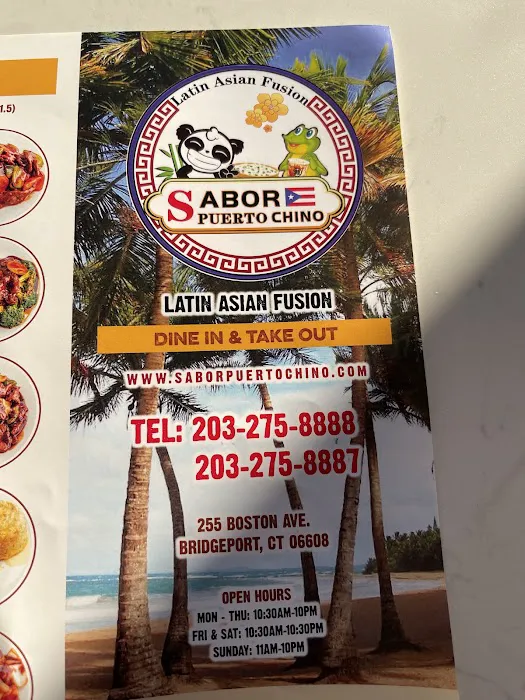 1.5)
Latin Asian Fusion
SABOR
PUERTO CHINO
LATIN ASIAN FUSION
DINE IN & TAKE OUT
WWW.SABORPUERTOCHINO.COM
TEL: 203-275-8888
203-275-8887
255 BOSTON AVE.
BRIDGEPORT, CT 06608
OPEN HOURS
MON - THU: 10:30AM-10PM
FRI & SAT: 10:30AM-10:30PM
SUNDAY: 11AM-10PM